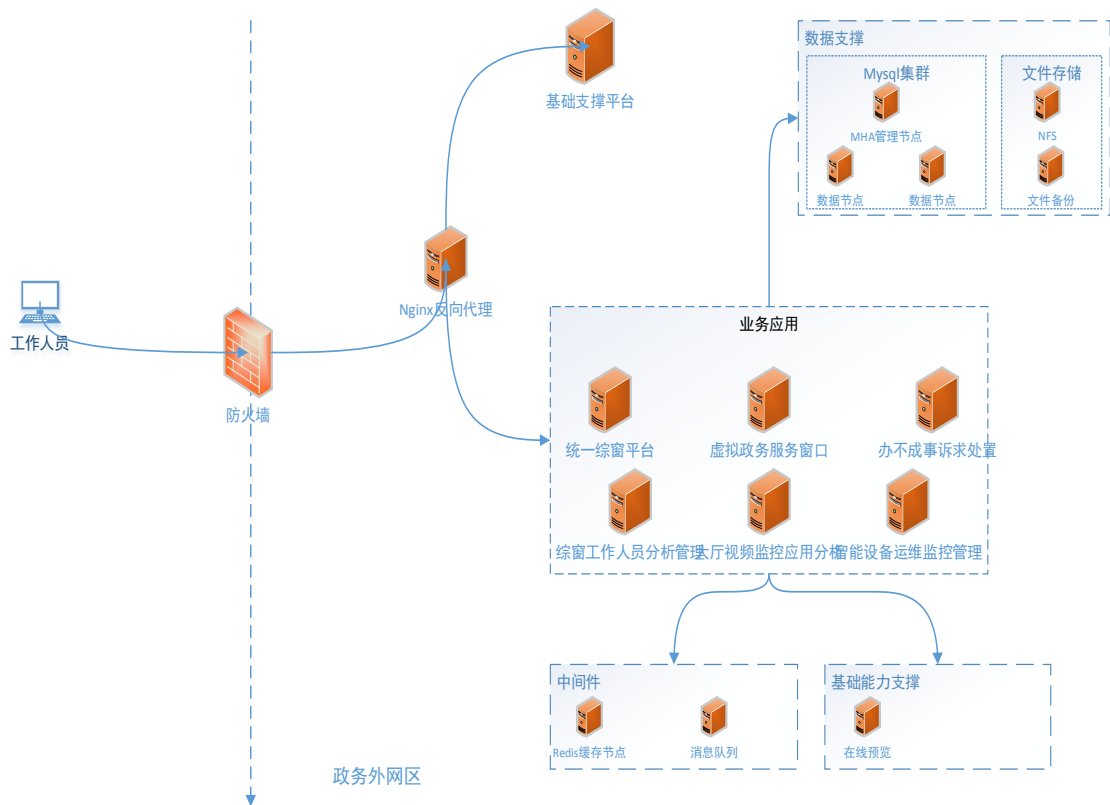 数据支撑
Mysql集群
文件存储
基础支撑平台
MHA管理节点
NFS
数据节点
数据节点
文件备份
Nginx反向代理
工作人员
业务应用
防火墙
统一综窗平台
虚拟政务服务窗口
办不成事诉求处置
综窗工作人员分析管理
大厅视频监控应用分析
智能设备运维监控管理
中间件
基础能力支撑
Redis缓存节点
消息队列
在线预览
政务外网区